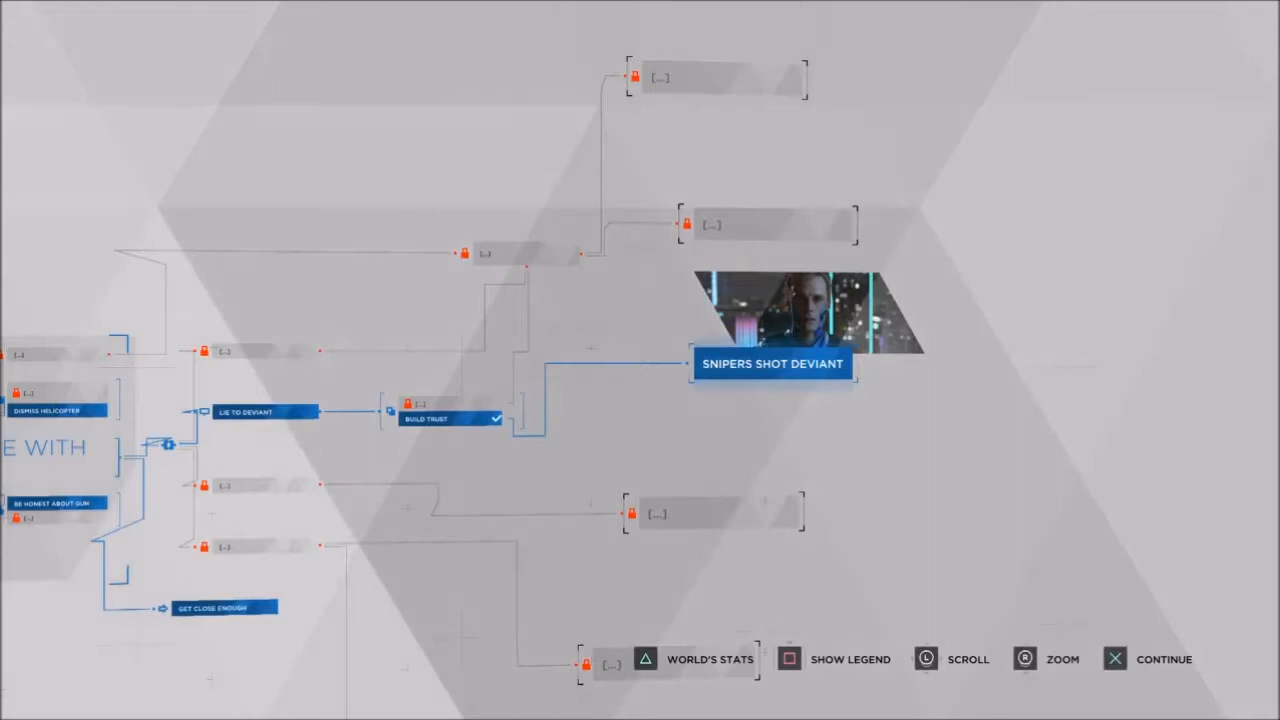 [...]
[...]
[...]
[...]
[...]
[...]
DISMISS HELICOPTER
LIE TO DEVIANT
[...]
BUILD TRUST
SNIPERS SHOT DEVIANT
E WITH
[...]
BE HONEST ABOUT GUN
[...]
[...]
[...]
GET CLOSE ENOUGH
[...]
WORLD'S STATS
SHOW LEGEND
L
SCROLL
R
ZOOM
CONTINUE